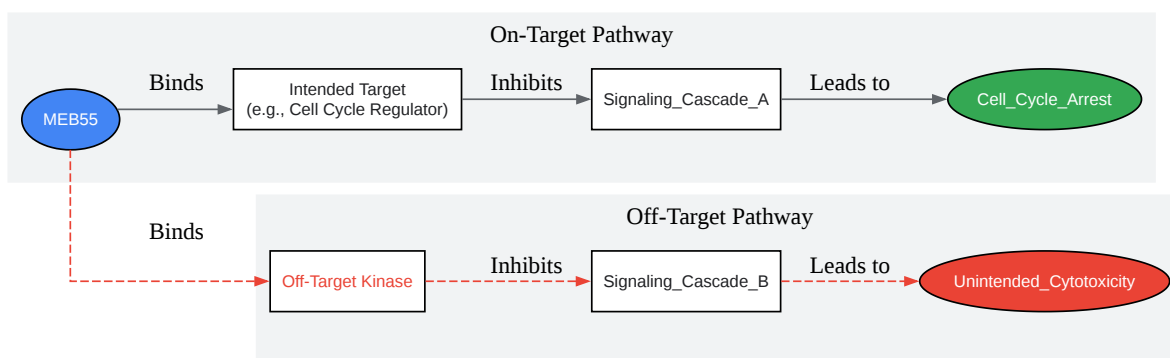 On-Target Pathway
Binds
Inhibits
Leads to
MEB55
Intended Target
(e.g., Cell Cycle Regulator)
Signaling_Cascade_A
Cell_Cycle_Arrest
Off-Target Pathway
Binds
Inhibits
Leads to
Off-Target Kinase
Signaling_Cascade_B
Unintended_Cytotoxicity